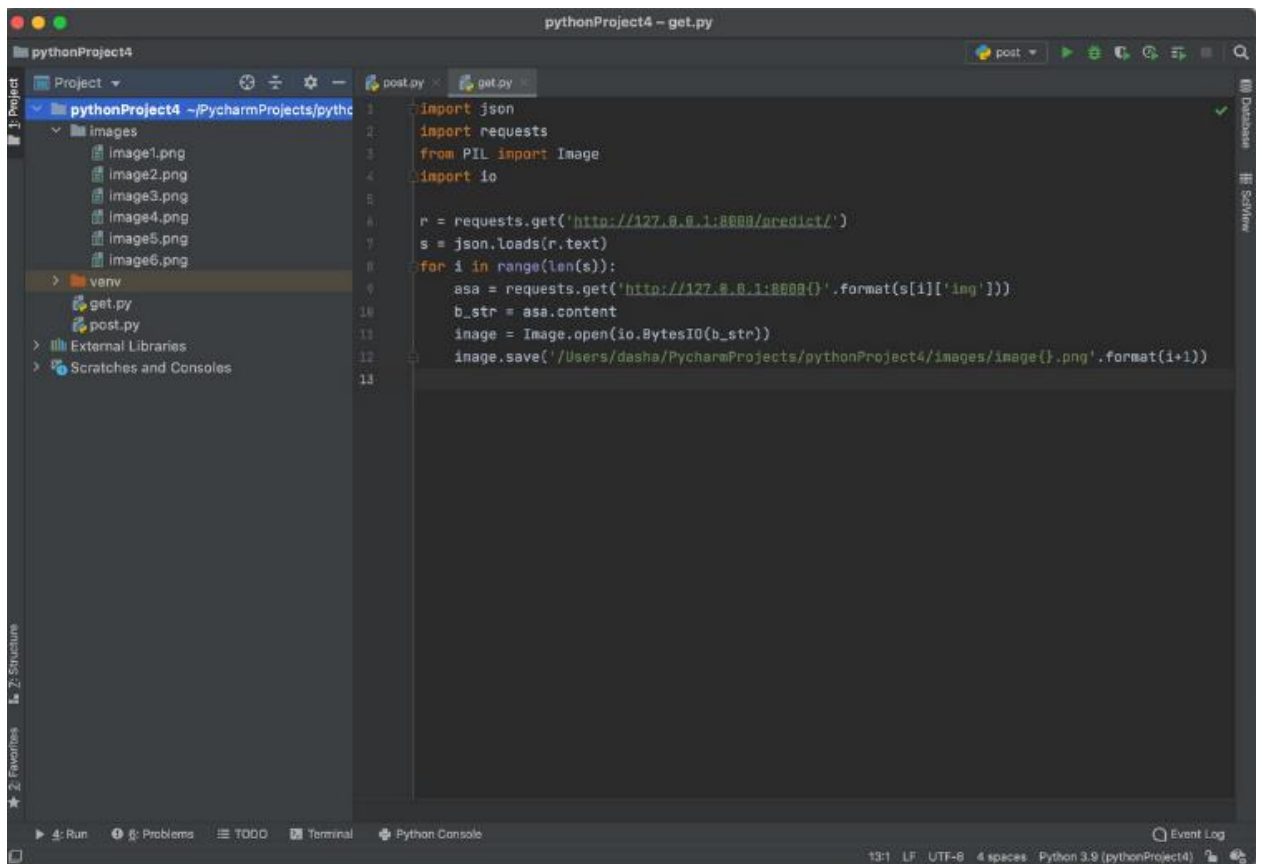 pythonProject4 – get.py
pythonProject4
post
1: Project
Project
post.py
get.py
pythonProject4 ~/PycharmProjects/pythc
images
image1.png
image2.png
image3.png
image4.png
image5.png
image6.png
venv
get.py
post.py
External Libraries
Scratches and Consoles
1 import json
2 import requests
3 from PIL import Image
4 import io
5
6 r = requests.get('http://127.0.0.1:8000/predict/')
7 s = json.loads(r.text)
8 for i in range(len(s)):
9 asa = requests.get('http://127.0.0.1:8000{}'.format(s[i]['img']))
10 b_str = asa.content
11 image = Image.open(io.BytesIO(b_str))
12 image.save('/Users/dasha/PycharmProjects/pythonProject4/images/image{}.png'.format(i+1))
13
Database
SciView
7: Structure
2: Favorites
4: Run
6: Problems
TODO
Terminal
Python Console
Event Log
13:1 LF UTF-8 4 spaces Python 3.9 (pythonProject4)